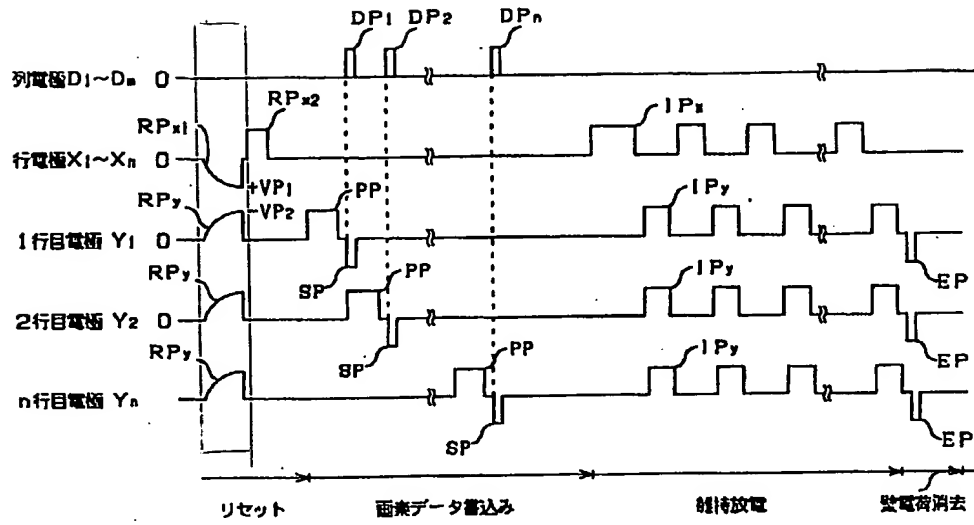 DP1 DP2 DPn
列電極D1〜Dm 0
RPx2
RPx1
IPx
行電極X1〜Xn 0
+VP1
-VP2
RPy
PP
IPy
1行目電極 Y1 0
SP
EP
RPy
PP
IPy
2行目電極 Y2 0
SP
EP
RPy
PP
IPy
n行目電極 Yn
SP
EP
リセット 画素データ書込み 維持放電 壁電荷消去